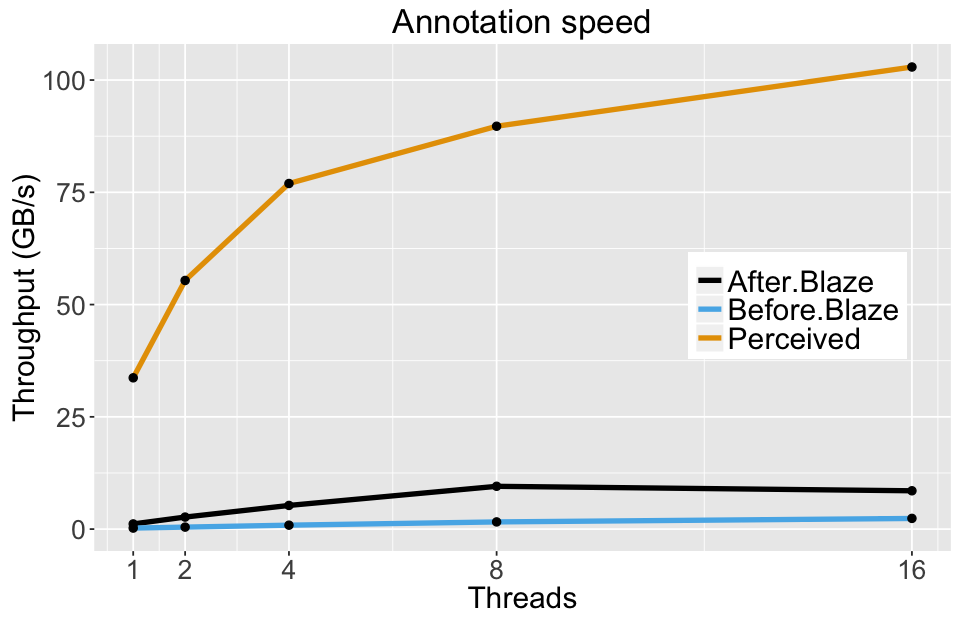 Annotation speed
Throughput (GB/s)
100
75
50
25
0
After.Blaze
Before.Blaze
Perceived
1 2 4 8 16
Threads